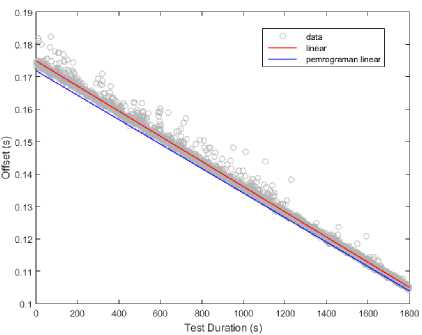 0.19
0.18
0.17
0.16
0.15
0.14
0.13
0.12
0.11
0.1
Offset (s)
data
linear
pemrograman linear
0 200 400 600 800 1000 1200 1400 1600 1800
Test Duration (s)